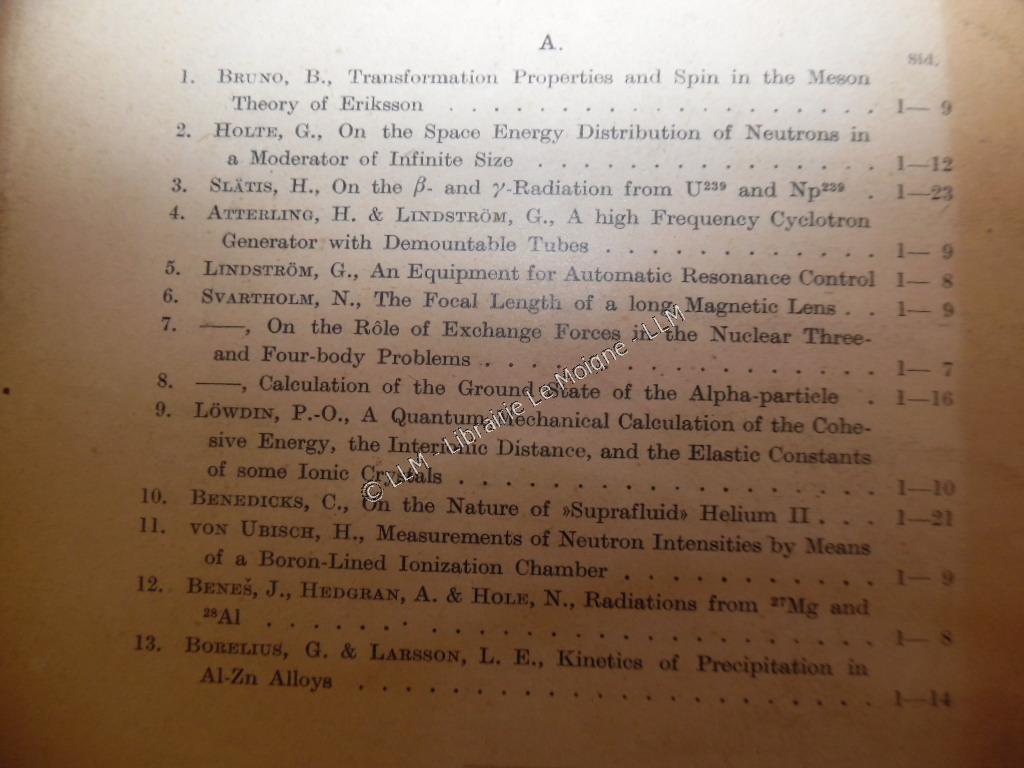 A.
Sid.
1. BRUNO, B., Transformation Properties and Spin in the Meson
Theory of Eriksson . . . . . . . . . . . . . . . . . . . 1— 9
2. HOLTE, G., On the Space Energy Distribution of Neutrons in
a Moderator of Infinite Size . . . . . . . . . . . . . . . 1—12
3. SLÄTIS, H., On the β- and γ-Radiation from U²³⁹ and Np²³⁹ . 1—23
4. ATTERLING, H. & LINDSTRÖM, G., A high Frequency Cyclotron
Generator with Demountable Tubes . . . . . . . . . . . . 1— 9
5. LINDSTRÖM, G., An Equipment for Automatic Resonance Control 1— 8
6. SVARTHOLM, N., The Focal Length of a long Magnetic Lens . . 1— 9
7. ——, On the Rôle of Exchange Forces in the Nuclear Three-
and Four-body Problems . . . . . . . . . . . . . . . . . 1— 7
8. ——, Calculation of the Ground State of the Alpha-particle . 1—16
9. LÖWDIN, P.-O., A Quantum Mechanical Calculation of the Cohe-
sive Energy, the Interionic Distance, and the Elastic Constants
of some Ionic Crystals . . . . . . . . . . . . . . . . . . 1—10
10. BENEDICKS, C., On the Nature of »Suprafluid» Helium II . . . 1—21
11. VON UBISCH, H., Measurements of Neutron Intensities by Means
of a Boron-Lined Ionization Chamber . . . . . . . . . . . 1— 9
12. BENEŠ, J., HEDGRAN, A. & HOLE, N., Radiations from ²⁷Mg and
²⁸Al . . . . . . . . . . . . . . . . . . . . . . . . . . 1— 8
13. BORELIUS, G. & LARSSON, L. E., Kinetics of Precipitation in
Al-Zn Alloys . . . . . . . . . . . . . . . . . . . . . . 1—14
© LLM - Librairie Le Moigne - LLM